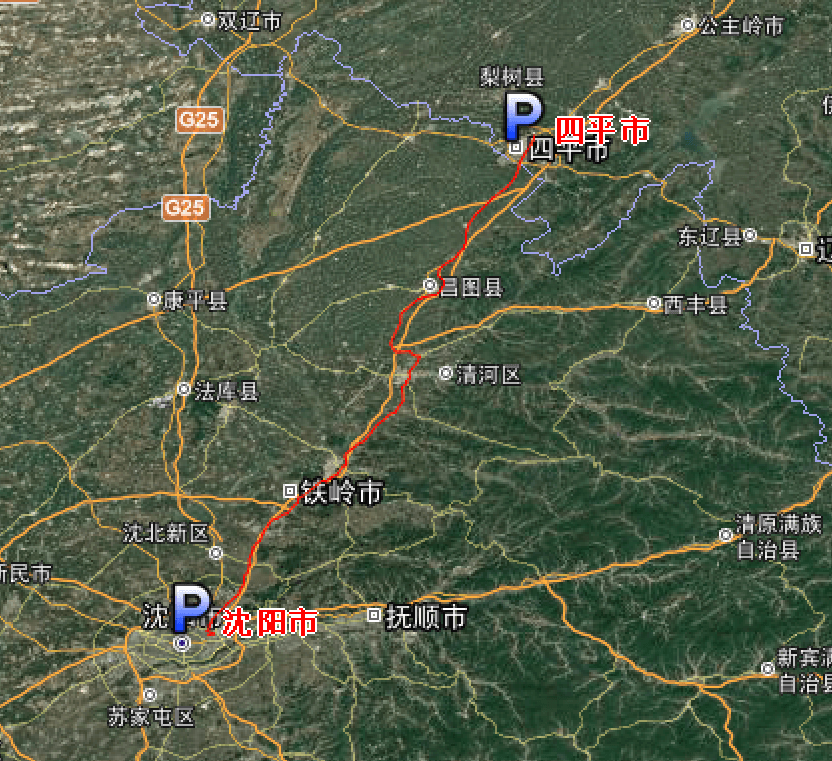 双辽市
公主岭市
梨树县
P
四平市
四平市
G25
G25
东辽县
昌图县
康平县
西丰县
清河区
法库县
铁岭市
沈北新区
清原满族
自治县
新民市
P
沈
沈阳市
抚顺市
新宾满
自治县
苏家屯区